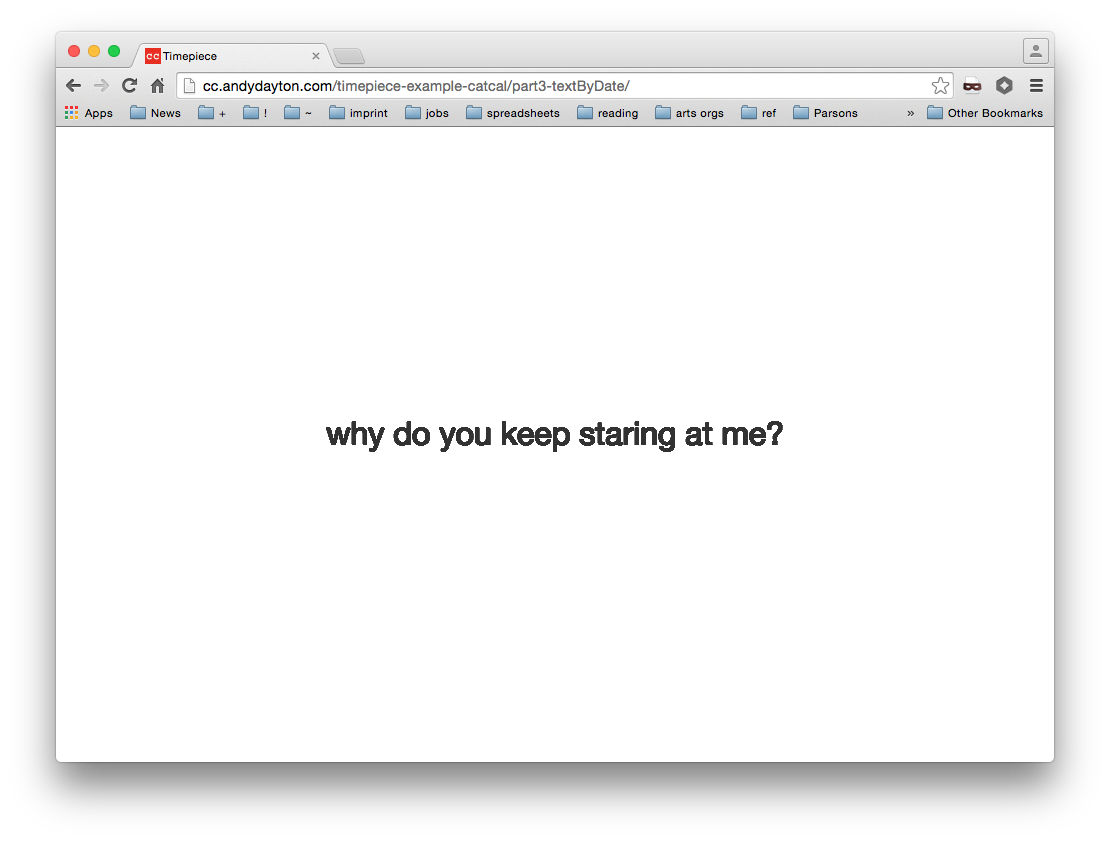 cc Timepiece
cc.andydayton.com/timepiece-example-catcal/part3-textByDate/
Apps News + ! ~ imprint jobs spreadsheets reading arts orgs ref Parsons » Other Bookmarks
why do you keep staring at me?